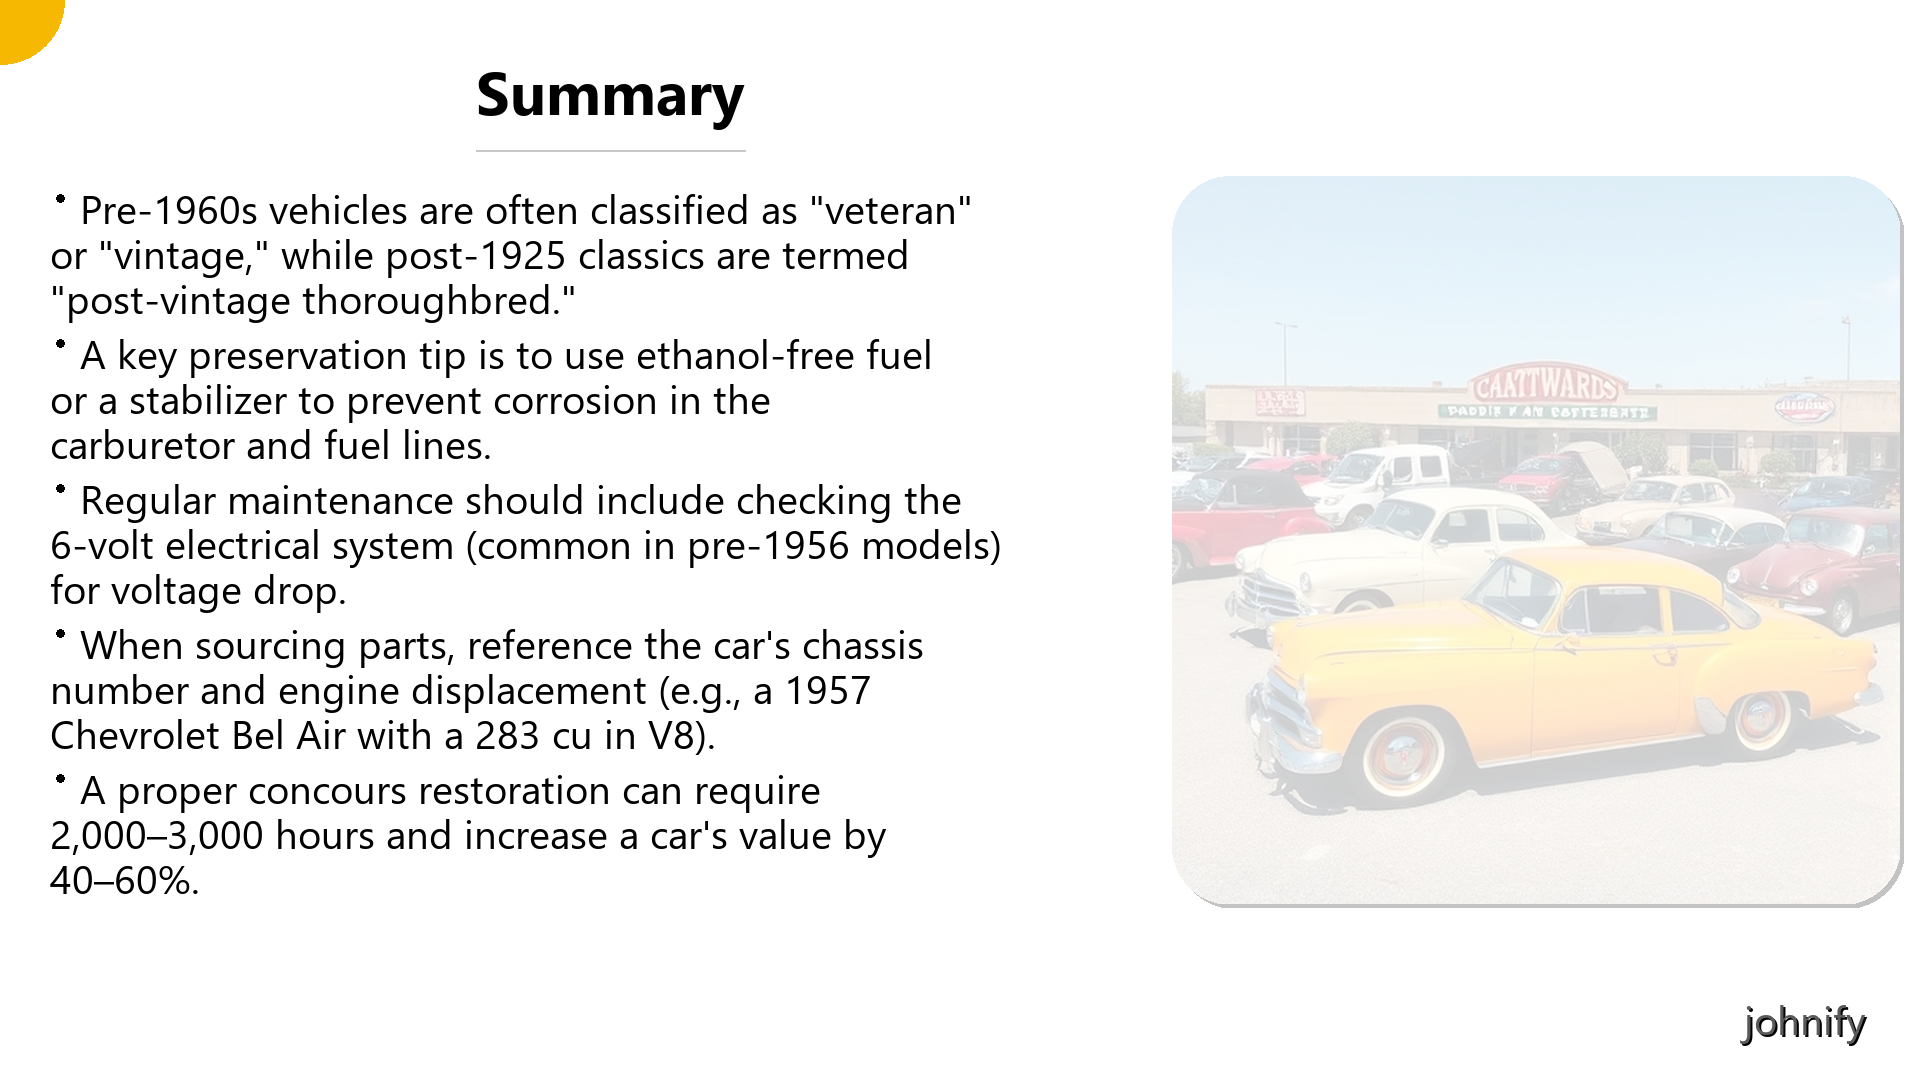 Summary
• Pre-1960s vehicles are often classified as "veteran"
or "vintage," while post-1925 classics are termed
"post-vintage thoroughbred."
• A key preservation tip is to use ethanol-free fuel
or a stabilizer to prevent corrosion in the
carburetor and fuel lines.
• Regular maintenance should include checking the
6-volt electrical system (common in pre-1956 models)
for voltage drop.
• When sourcing parts, reference the car's chassis
number and engine displacement (e.g., a 1957
Chevrolet Bel Air with a 283 cu in V8).
• A proper concours restoration can require
2,000–3,000 hours and increase a car's value by
40–60%.
CAATTWARDS
johnify